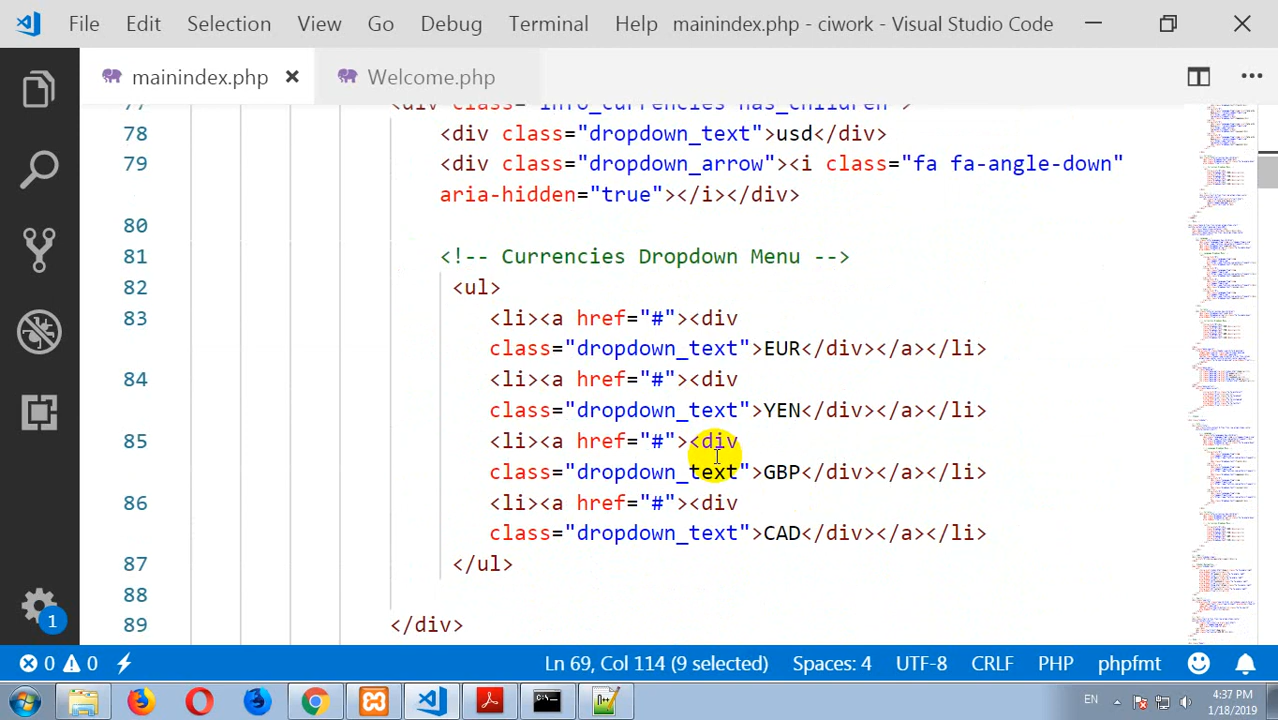 File Edit Selection View Go Debug Terminal Help mainindex.php - ciwork - Visual Studio Code
mainindex.php Welcome.php
77 <div class="info_currencies has_children">
78 <div class="dropdown_text">usd</div>
79 <div class="dropdown_arrow"><i class="fa fa-angle-down"
aria-hidden="true"></i></div>
80
81 <!-- Currencies Dropdown Menu -->
82 <ul>
83 <li><a href="#"><div
class="dropdown_text">EUR</div></a></li>
84 <li><a href="#"><div
class="dropdown_text">YEN</div></a></li>
85 <li><a href="#"><div
class="dropdown_text">GBP</div></a></li>
86 <li><a href="#"><div
class="dropdown_text">CAD</div></a></li>
87 </ul>
88
89 </div>
1
0 0 Ln 69, Col 114 (9 selected) Spaces: 4 UTF-8 CRLF PHP phpfmt
EN 4:37 PM
1/18/2019